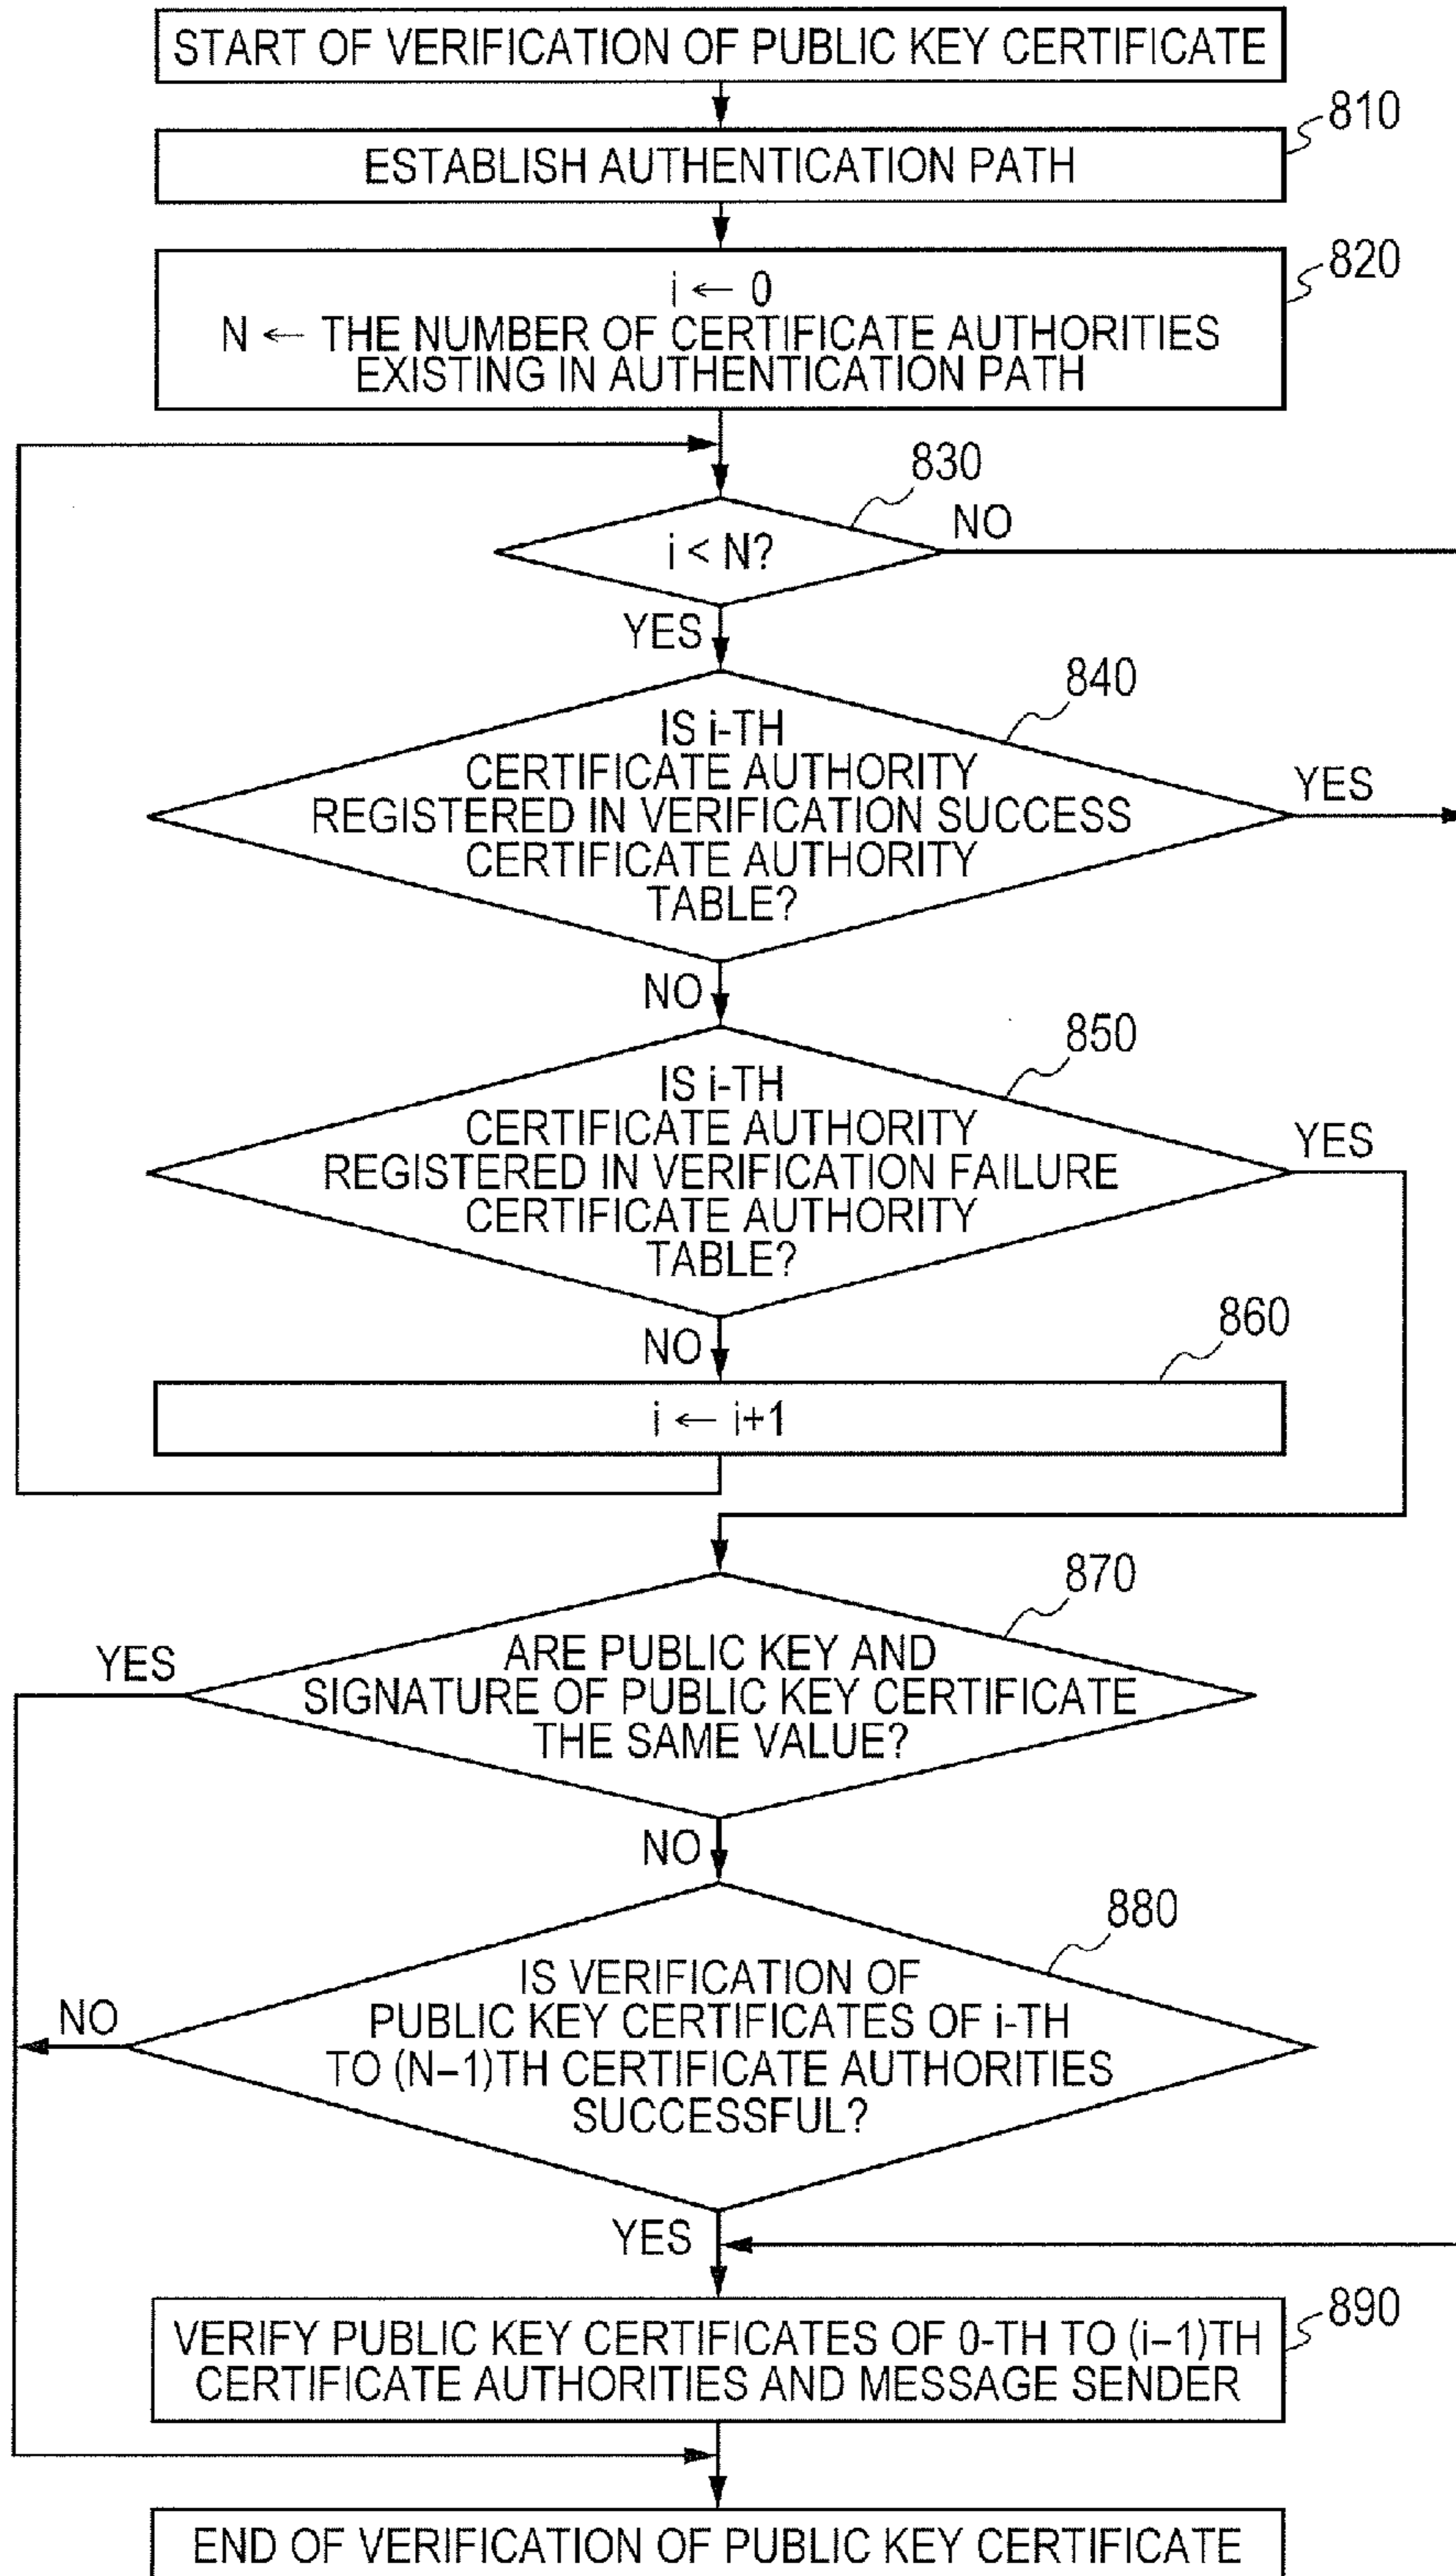 START OF VERIFICATION OF PUBLIC KEY CERTIFICATE
810
ESTABLISH AUTHENTICATION PATH
820
i ← 0
N ← THE NUMBER OF CERTIFICATE AUTHORITIES
EXISTING IN AUTHENTICATION PATH
830
i < N?
NO
YES
840
IS i-TH
CERTIFICATE AUTHORITY
REGISTERED IN VERIFICATION SUCCESS
CERTIFICATE AUTHORITY
TABLE?
YES
NO
850
IS i-TH
CERTIFICATE AUTHORITY
REGISTERED IN VERIFICATION FAILURE
CERTIFICATE AUTHORITY
TABLE?
YES
NO
860
i ← i+1
870
ARE PUBLIC KEY AND
SIGNATURE OF PUBLIC KEY CERTIFICATE
THE SAME VALUE?
YES
NO
880
IS VERIFICATION OF
PUBLIC KEY CERTIFICATES OF i-TH
TO (N–1)TH CERTIFICATE AUTHORITIES
SUCCESSFUL?
NO
YES
890
VERIFY PUBLIC KEY CERTIFICATES OF 0-TH TO (i–1)TH
CERTIFICATE AUTHORITIES AND MESSAGE SENDER
END OF VERIFICATION OF PUBLIC KEY CERTIFICATE